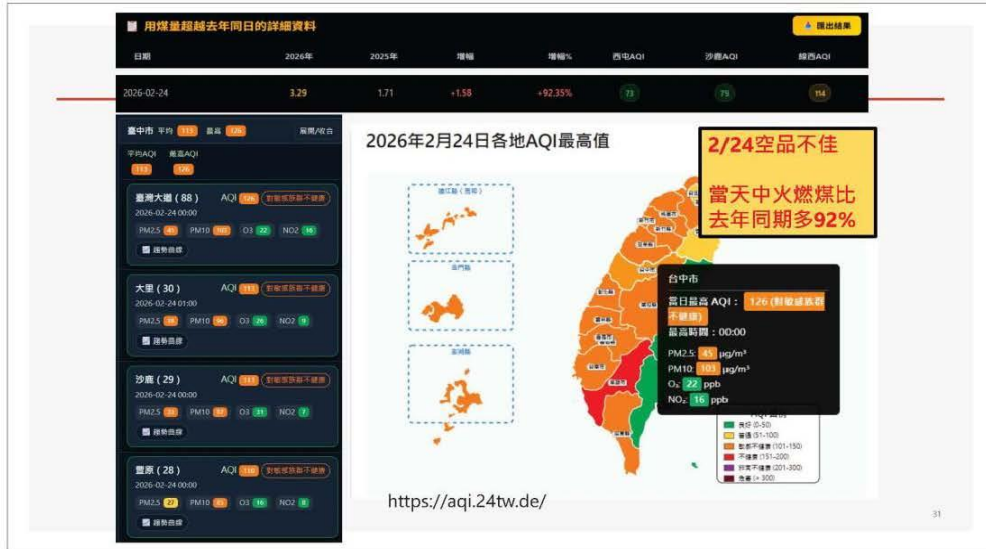 用煤量超越去年同日的詳細資料
匯出結果
日期 2026年 2025年 增幅 增幅% 西屯AQI 沙鹿AQI 線西AQI
2026-02-24 3.29 1.71 +1.58 +92.35% 73 79 114
臺中市 平均 113 最高 126 展開/收合
平均AQI 最高AQI
113 126
臺灣大道 (88) AQI 126 對敏感族群不健康
2026-02-24 00:00
PM2.5 45 PM10 103 O3 22 NO2 16
趨勢曲線
大里 (30) AQI 113 對敏感族群不健康
2026-02-24 01:00
PM2.5 PM10 96 O3 26 NO2 9
趨勢曲線
沙鹿 (29) AQI 對敏感族群不健康
2026-02-24 00:00
PM2.5 PM10 O3 31 NO2 7
趨勢曲線
豐原 (28) AQI 對敏感族群不健康
2026-02-24 00:00
PM2.5 27 PM10 O3 16 NO2 8
趨勢曲線
2026年2月24日各地AQI最高值
2/24空品不佳
當天中火燃煤比
去年同期多92%
連江縣 (馬祖)
金門縣
澎湖縣
台中市
當日最高 AQI： 126 (對敏感族群
不健康)
最高時間：00:00
PM2.5: 45 μg/m³
PM10: 103 μg/m³
O₃: 22 ppb
NO₂: 16 ppb
良好 (0-50)
普通 (51-100)
(101-150)
不健康 (151-200)
非常不健康 (201-300)
危害 (> 300)
https://aqi.24tw.de/
31